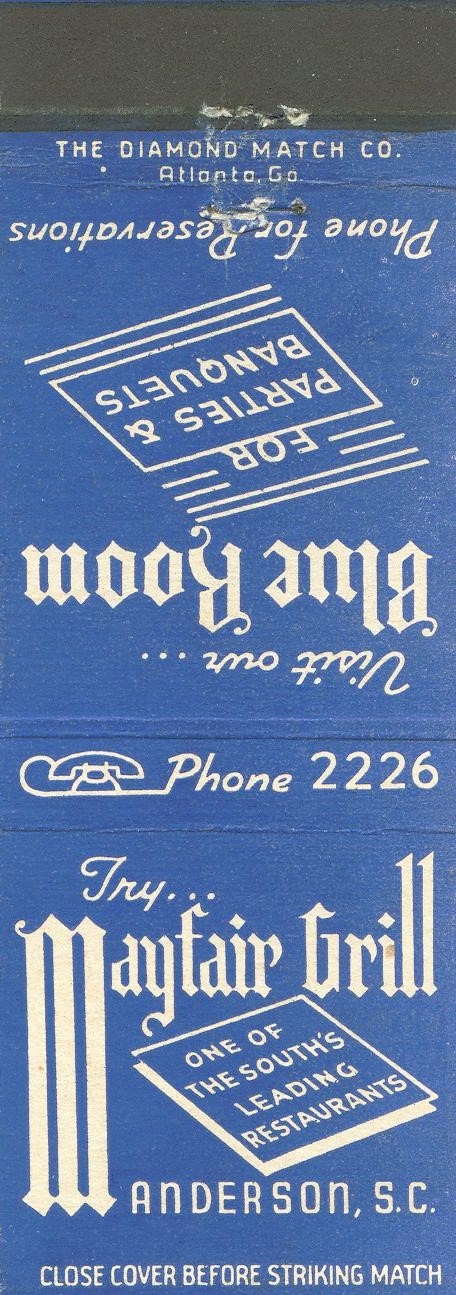 THE DIAMOND MATCH CO.
Atlanta, Ga.
Visit our...
Blue Room
FOR
PARTIES &
BANQUETS
Phone for Reservations
Phone 2226
Try...
Mayfair Grill
ONE OF
THE SOUTH'S
LEADING
RESTAURANTS
ANDERSON, S.C.
CLOSE COVER BEFORE STRIKING MATCH